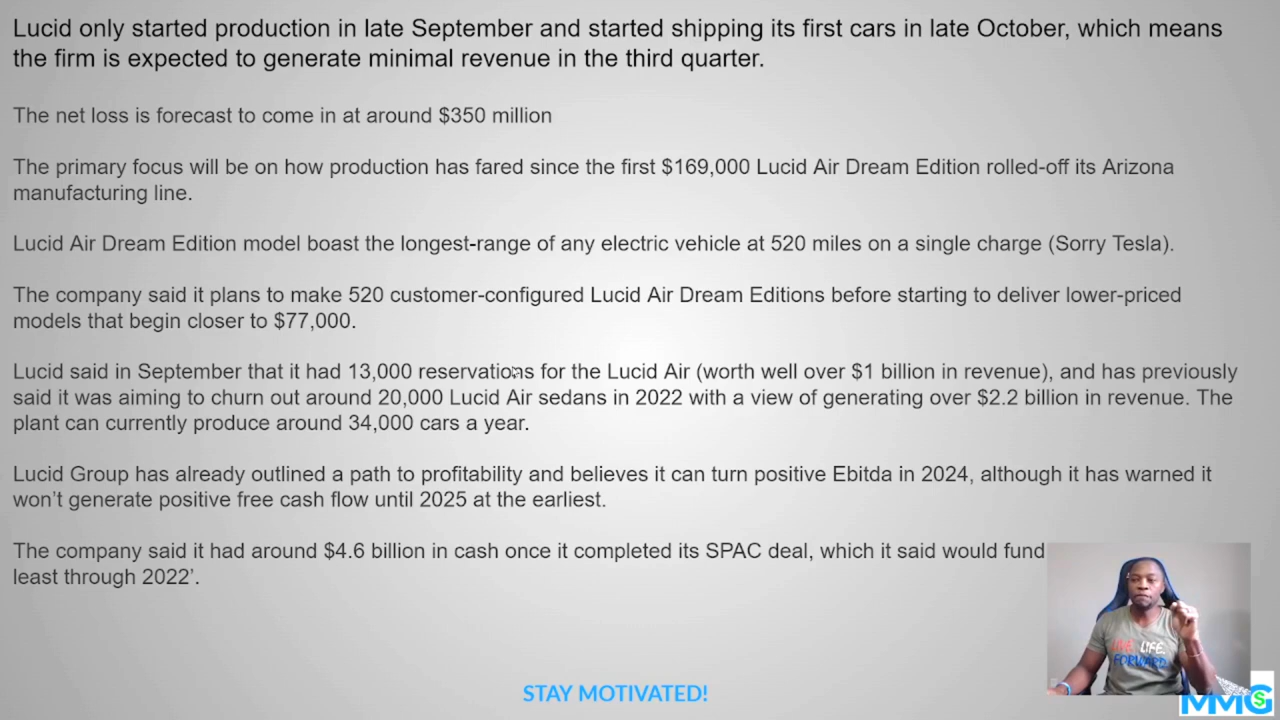 Lucid only started production in late September and started shipping its first cars in late October, which means
the firm is expected to generate minimal revenue in the third quarter.
The net loss is forecast to come in at around $350 million
The primary focus will be on how production has fared since the first $169,000 Lucid Air Dream Edition rolled-off its Arizona
manufacturing line.
Lucid Air Dream Edition model boast the longest-range of any electric vehicle at 520 miles on a single charge (Sorry Tesla).
The company said it plans to make 520 customer-configured Lucid Air Dream Editions before starting to deliver lower-priced
models that begin closer to $77,000.
Lucid said in September that it had 13,000 reservations for the Lucid Air (worth well over $1 billion in revenue), and has previously
said it was aiming to churn out around 20,000 Lucid Air sedans in 2022 with a view of generating over $2.2 billion in revenue. The
plant can currently produce around 34,000 cars a year.
Lucid Group has already outlined a path to profitability and believes it can turn positive Ebitda in 2024, although it has warned it
won’t generate positive free cash flow until 2025 at the earliest.
The company said it had around $4.6 billion in cash once it completed its SPAC deal, which it said would fund
least through 2022’.
LIVE. LIFE.
FORWARD.
STAY MOTIVATED!
MMG
$